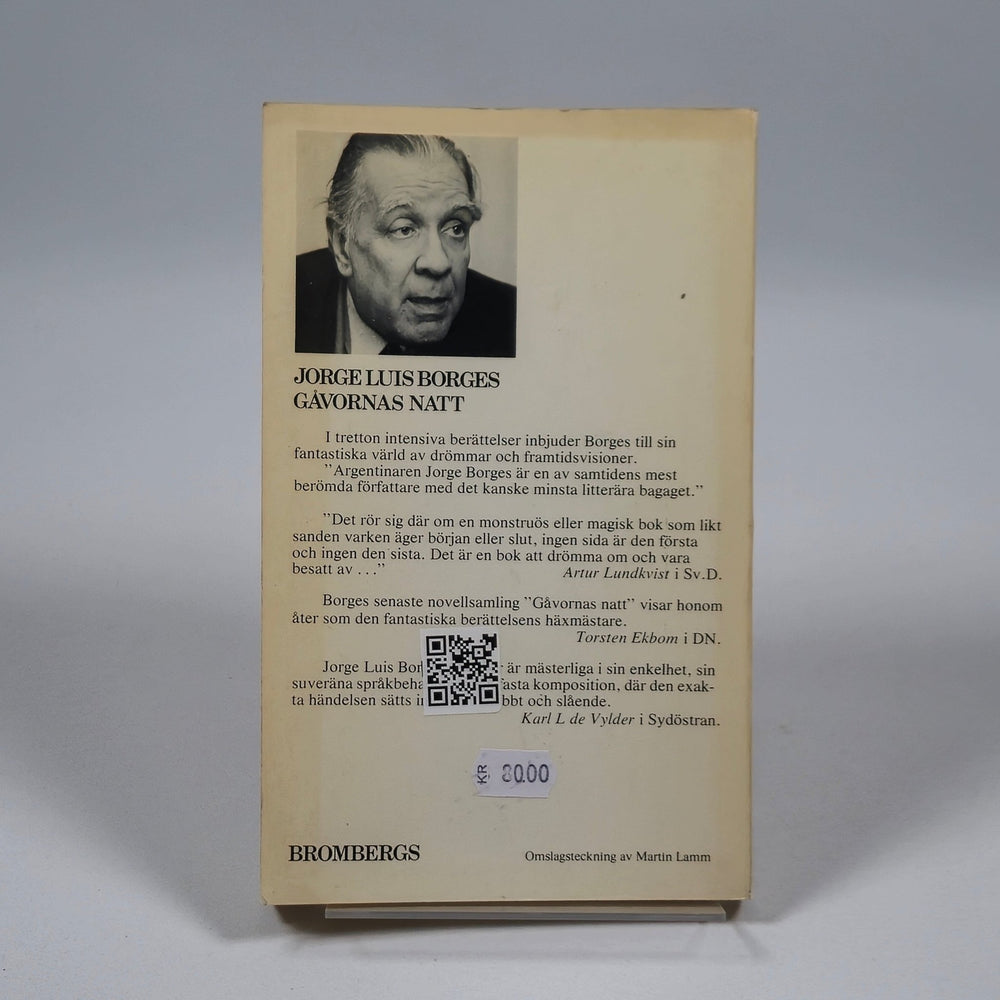 JORGE LUIS BORGES
GÅVORNAS NATT
I tretton intensiva berättelser inbjuder Borges till sin
fantastiska värld av drömmar och framtidsvisioner.
”Argentinaren Jorge Borges är en av samtidens mest
berömda författare med det kanske minsta litterära bagaget.”
”Det rör sig där om en monstruös eller magisk bok som likt
sanden varken äger början eller slut, ingen sida är den första
och ingen den sista. Det är en bok att drömma om och vara
besatt av ...” Artur Lundkvist i Sv.D.
Borges senaste novellsamling ”Gåvornas natt” visar honom
åter som den fantastiska berättelsens häxmästare.
Torsten Ekbom i DN.
Jorge Luis är mästerliga i sin enkelhet, sin
suveräna komposition, där den exak-
ta händelsen sätts och slående.
Karl L de Vylder i Sydöstran.
KR 80.00
BROMBERGS
Omslagsteckning av Martin Lamm